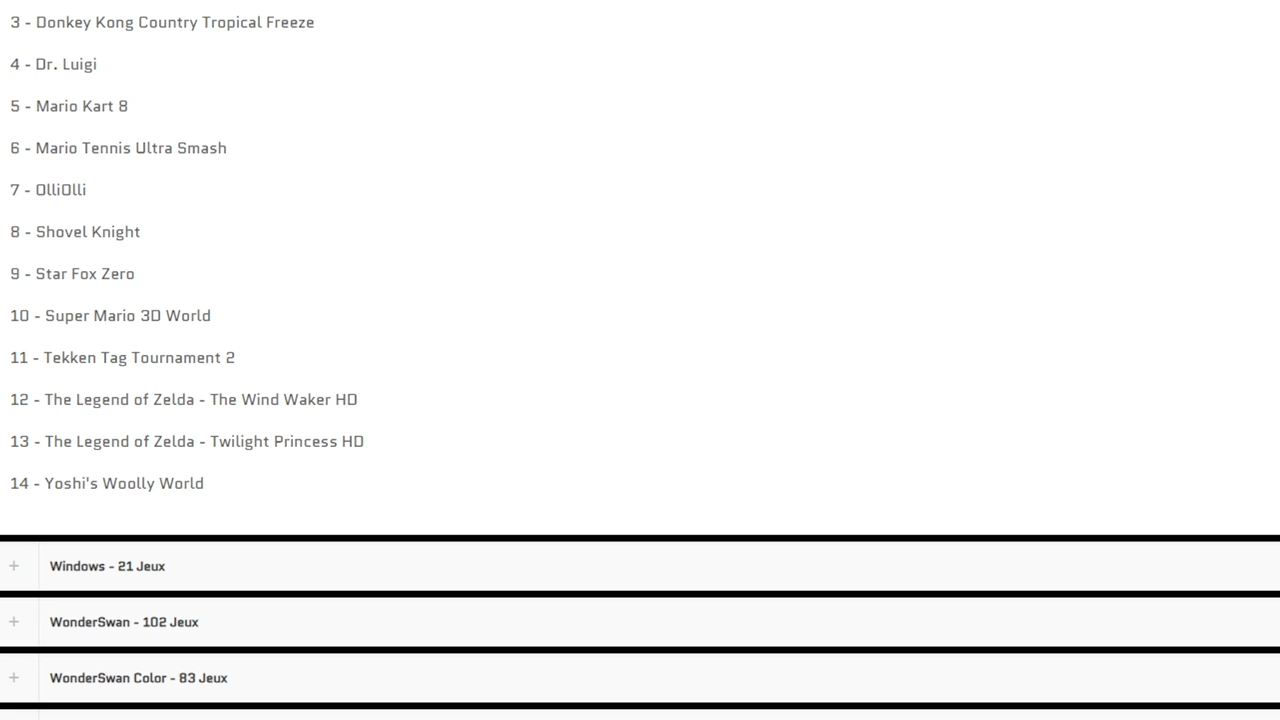 3 - Donkey Kong Country Tropical Freeze
4 - Dr. Luigi
5 - Mario Kart 8
6 - Mario Tennis Ultra Smash
7 - OlliOlli
8 - Shovel Knight
9 - Star Fox Zero
10 - Super Mario 3D World
11 - Tekken Tag Tournament 2
12 - The Legend of Zelda - The Wind Waker HD
13 - The Legend of Zelda - Twilight Princess HD
14 - Yoshi's Woolly World
+ Windows - 21 Jeux
+ WonderSwan - 102 Jeux
+ WonderSwan Color - 83 Jeux